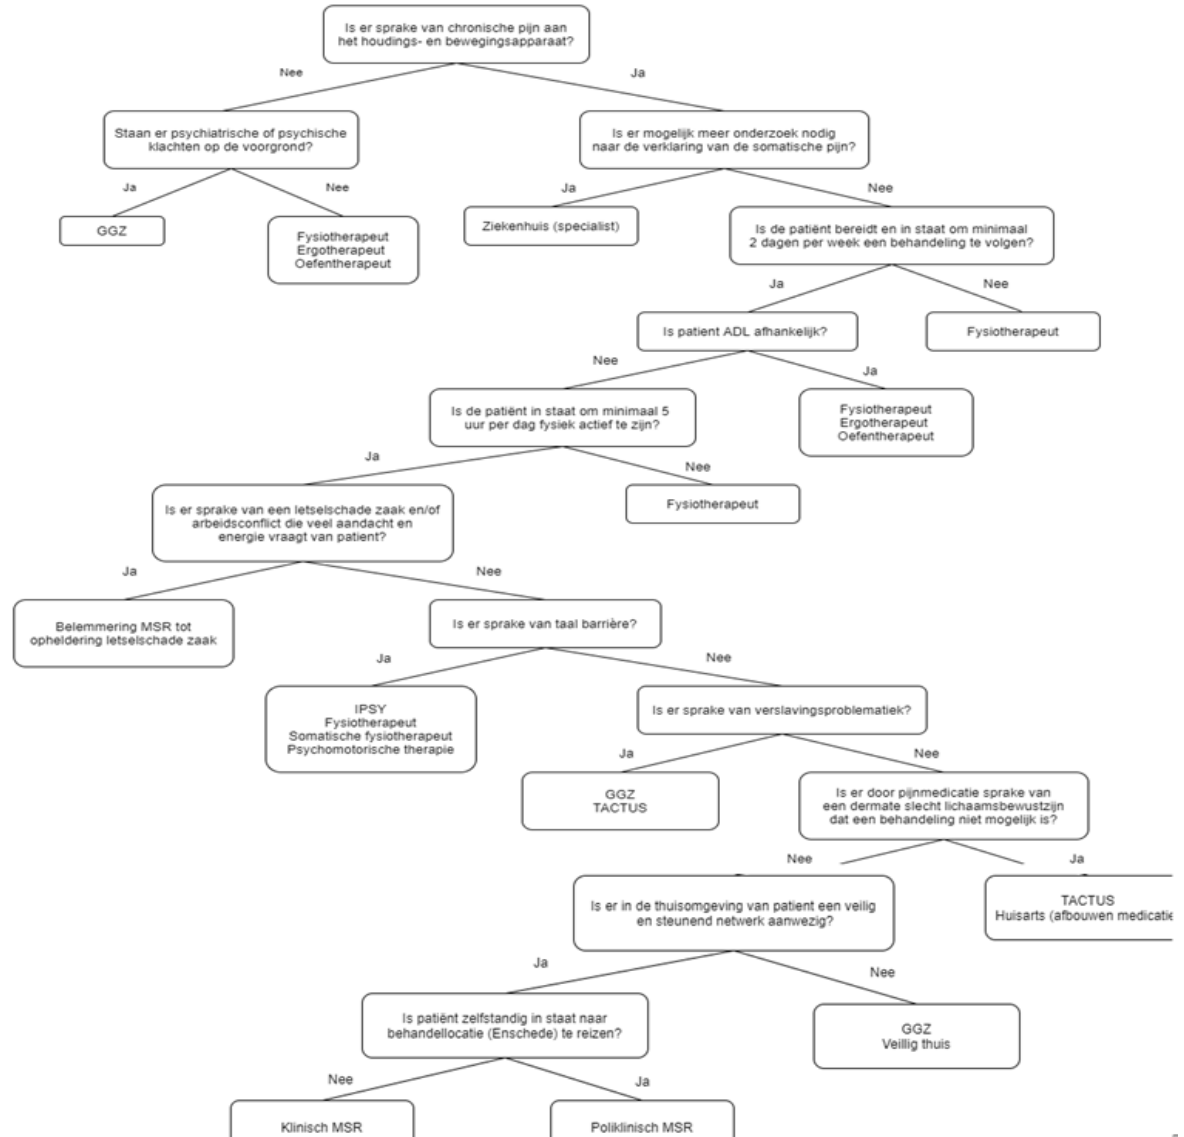 Is er sprake van chronische pijn aan
het houdings- en bewegingsapparaat?
Nee
Ja
Staan er psychiatrische of psychische
klachten op de voorgrond?
Is er mogelijk meer onderzoek nodig
naar de verklaring van de somatische pijn?
Ja
Nee
Ja
Nee
GGZ
Fysiotherapeut
Ergotherapeut
Oefentherapeut
Ziekenhuis (specialist)
Is de patiënt bereidt en in staat om minimaal
2 dagen per week een behandeling te volgen?
Ja
Nee
Is patient ADL afhankelijk?
Fysiotherapeut
Nee
Ja
Is de patiënt in staat om minimaal 5
uur per dag fysiek actief te zijn?
Fysiotherapeut
Ergotherapeut
Oefentherapeut
Ja
Nee
Is er sprake van een letselschade zaak en/of
arbeidsconflict die veel aandacht en
energie vraagt van patient?
Fysiotherapeut
Ja
Nee
Belemmering MSR tot
opheldering letselschade zaak
Is er sprake van taal barrière?
Ja
Nee
IPSY
Fysiotherapeut
Somatische fysiotherapeut
Psychomotorische therapie
Is er sprake van verslavingsproblematiek?
Ja
Nee
GGZ
TACTUS
Is er door pijnmedicatie sprake van
een dermate slecht lichaamsbewustzijn
dat een behandeling niet mogelijk is?
Nee
Ja
Is er in de thuisomgeving van patient een veilig
en steunend netwerk aanwezig?
TACTUS
Huisarts (afbouwen medicatie
Ja
Nee
Is patiënt zelfstandig in staat naar
behandellocatie (Enschede) te reizen?
GGZ
Veillig thuis
Nee
Ja
Klinisch MSR
Poliklinisch MSR